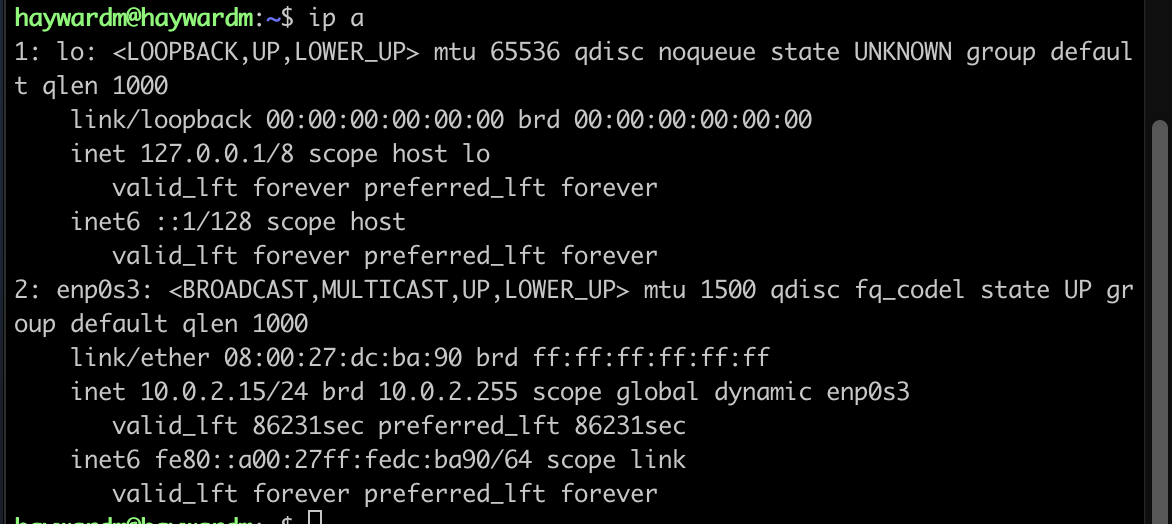 haywardm@haywardm:~$ ip a
1: lo: <LOOPBACK,UP,LOWER_UP> mtu 65536 qdisc noqueue state UNKNOWN group defaul
t qlen 1000
    link/loopback 00:00:00:00:00:00 brd 00:00:00:00:00:00
    inet 127.0.0.1/8 scope host lo
       valid_lft forever preferred_lft forever
    inet6 ::1/128 scope host
       valid_lft forever preferred_lft forever
2: enp0s3: <BROADCAST,MULTICAST,UP,LOWER_UP> mtu 1500 qdisc fq_codel state UP gr
oup default qlen 1000
    link/ether 08:00:27:dc:ba:90 brd ff:ff:ff:ff:ff:ff
    inet 10.0.2.15/24 brd 10.0.2.255 scope global dynamic enp0s3
       valid_lft 86231sec preferred_lft 86231sec
    inet6 fe80::a00:27ff:fedc:ba90/64 scope link
       valid_lft forever preferred_lft forever
haywardm@haywardm:~$